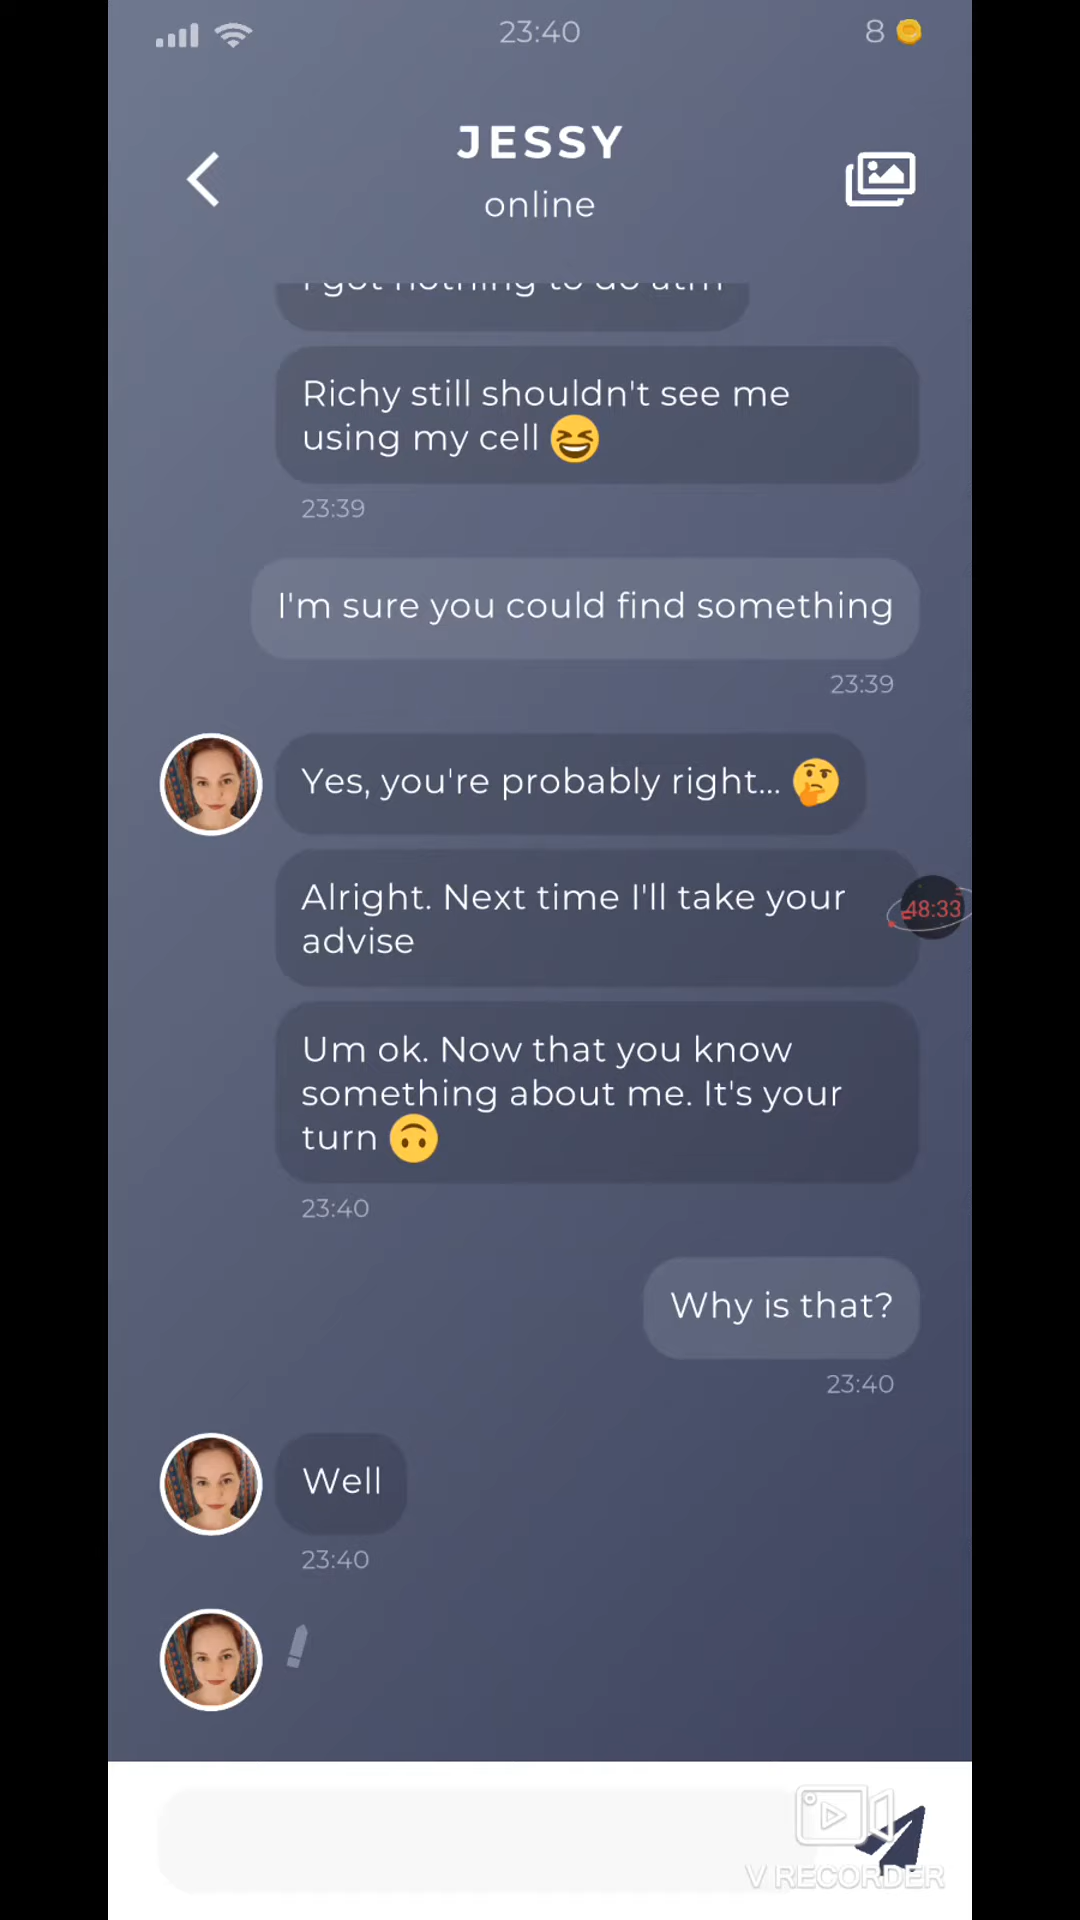 23:40
8
JESSY
online
I got nothing to do atm
Richy still shouldn't see me
using my cell
23:39
I'm sure you could find something
23:39
Yes, you're probably right...
Alright. Next time I'll take your
advise
48:33
Um ok. Now that you know
something about me. It's your
turn
23:40
Why is that?
23:40
Well
23:40
V RECORDER